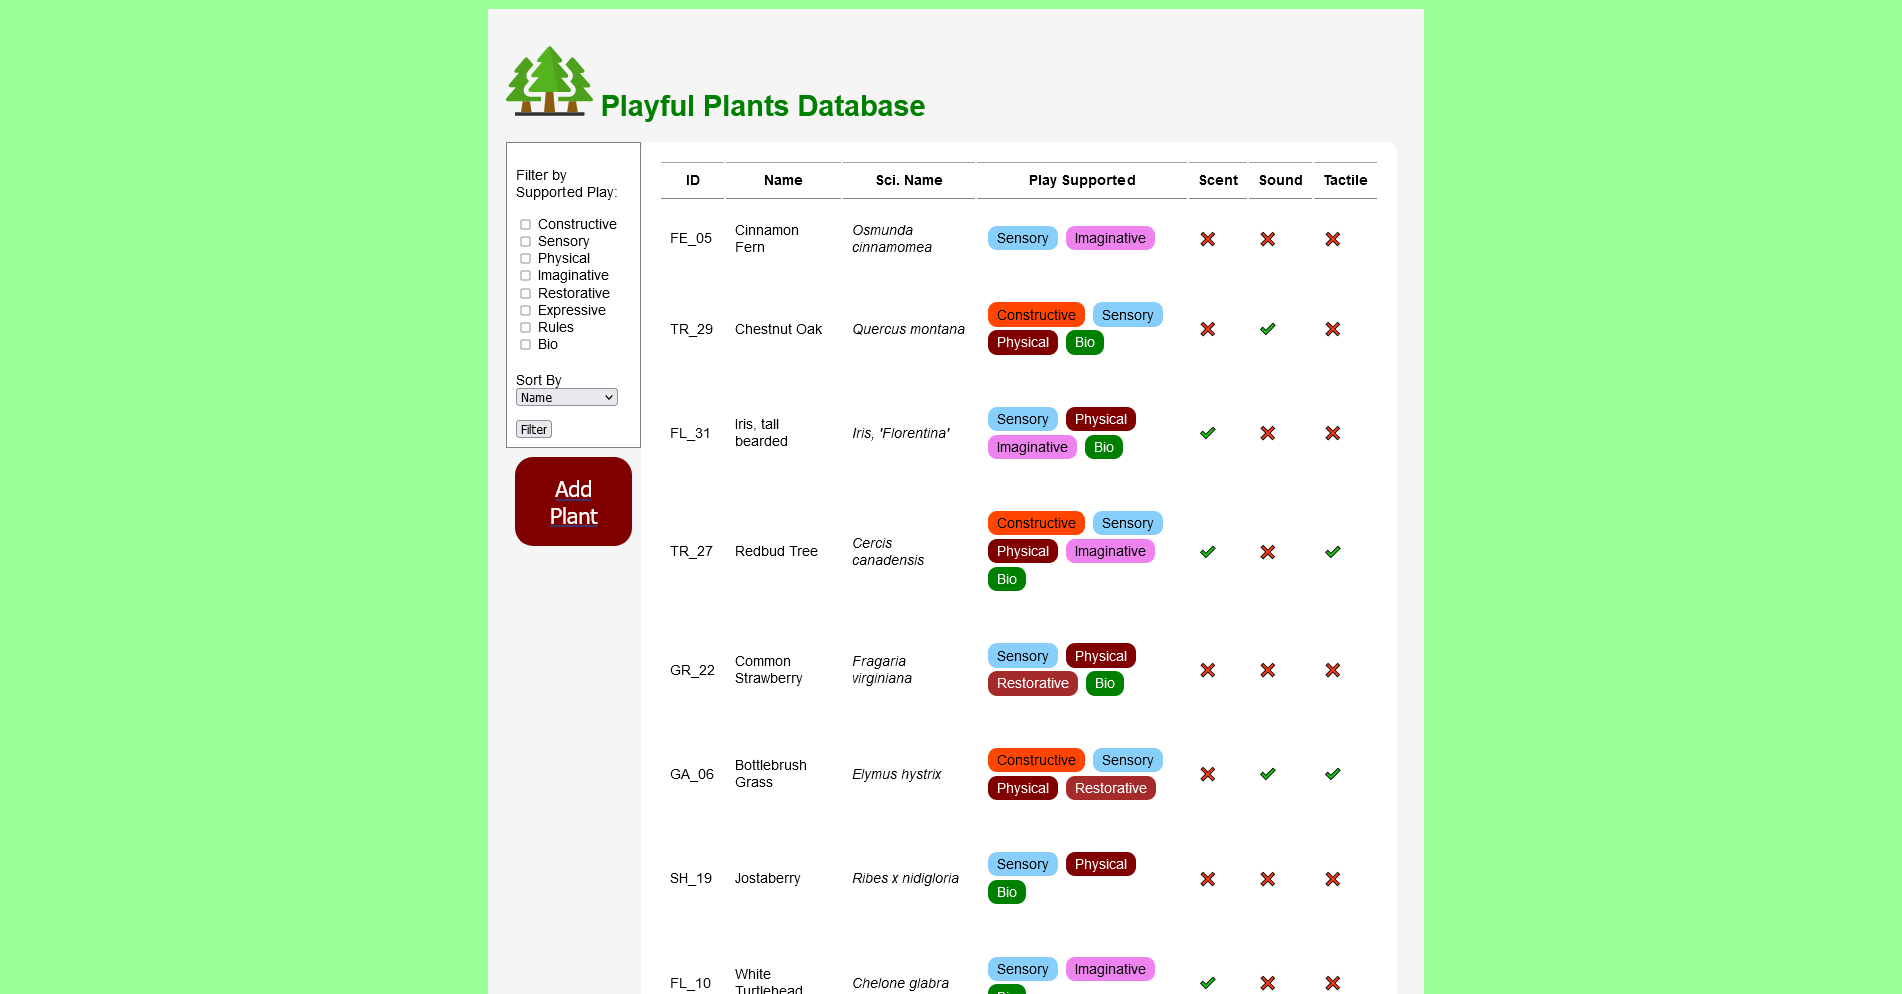 Playful Plants Database
Filter by
Supported Play:
Constructive
Sensory
Physical
Imaginative
Restorative
Expressive
Rules
Bio
Sort By
Name
Filter
Add
Plant
ID Name Sci. Name Play Supported Scent Sound Tactile
FE_05 Cinnamon Fern Osmunda cinnamomea Sensory Imaginative
TR_29 Chestnut Oak Quercus montana Constructive Sensory
Physical Bio
FL_31 Iris, tall bearded Iris, 'Florentina' Sensory Physical
Imaginative Bio
TR_27 Redbud Tree Cercis canadensis Constructive Sensory
Physical Imaginative
Bio
GR_22 Common Strawberry Fragaria virginiana Sensory Physical
Restorative Bio
GA_06 Bottlebrush Grass Elymus hystrix Constructive Sensory
Physical Restorative
SH_19 Jostaberry Ribes x nidigloria Sensory Physical
Bio
FL_10 White Turtlehead Chelone glabra Sensory Imaginative
Bio